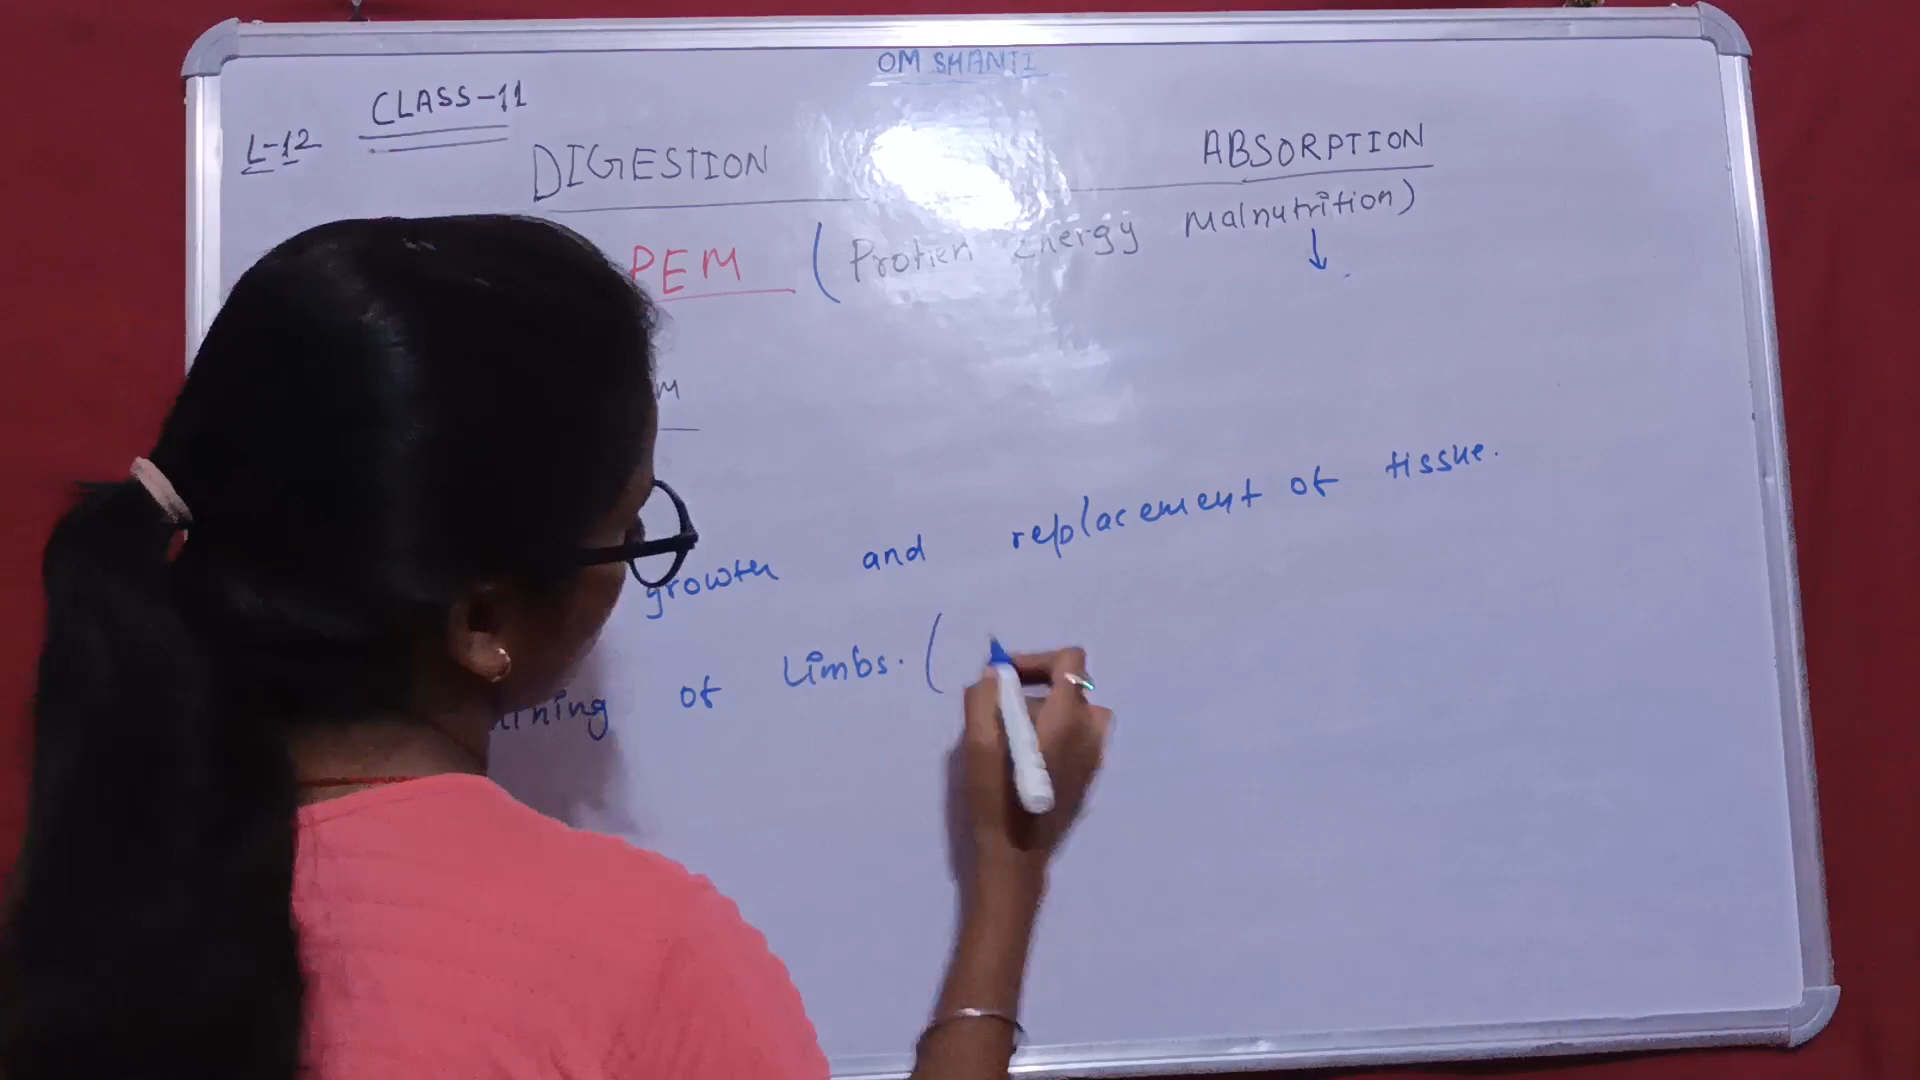 OM SHANTI
CLASS-11
L-12
DIGESTION ABSORPTION
PEM ( Protien Energy Malnutrition)
growth and replacement of tissue.
of Limbs. (